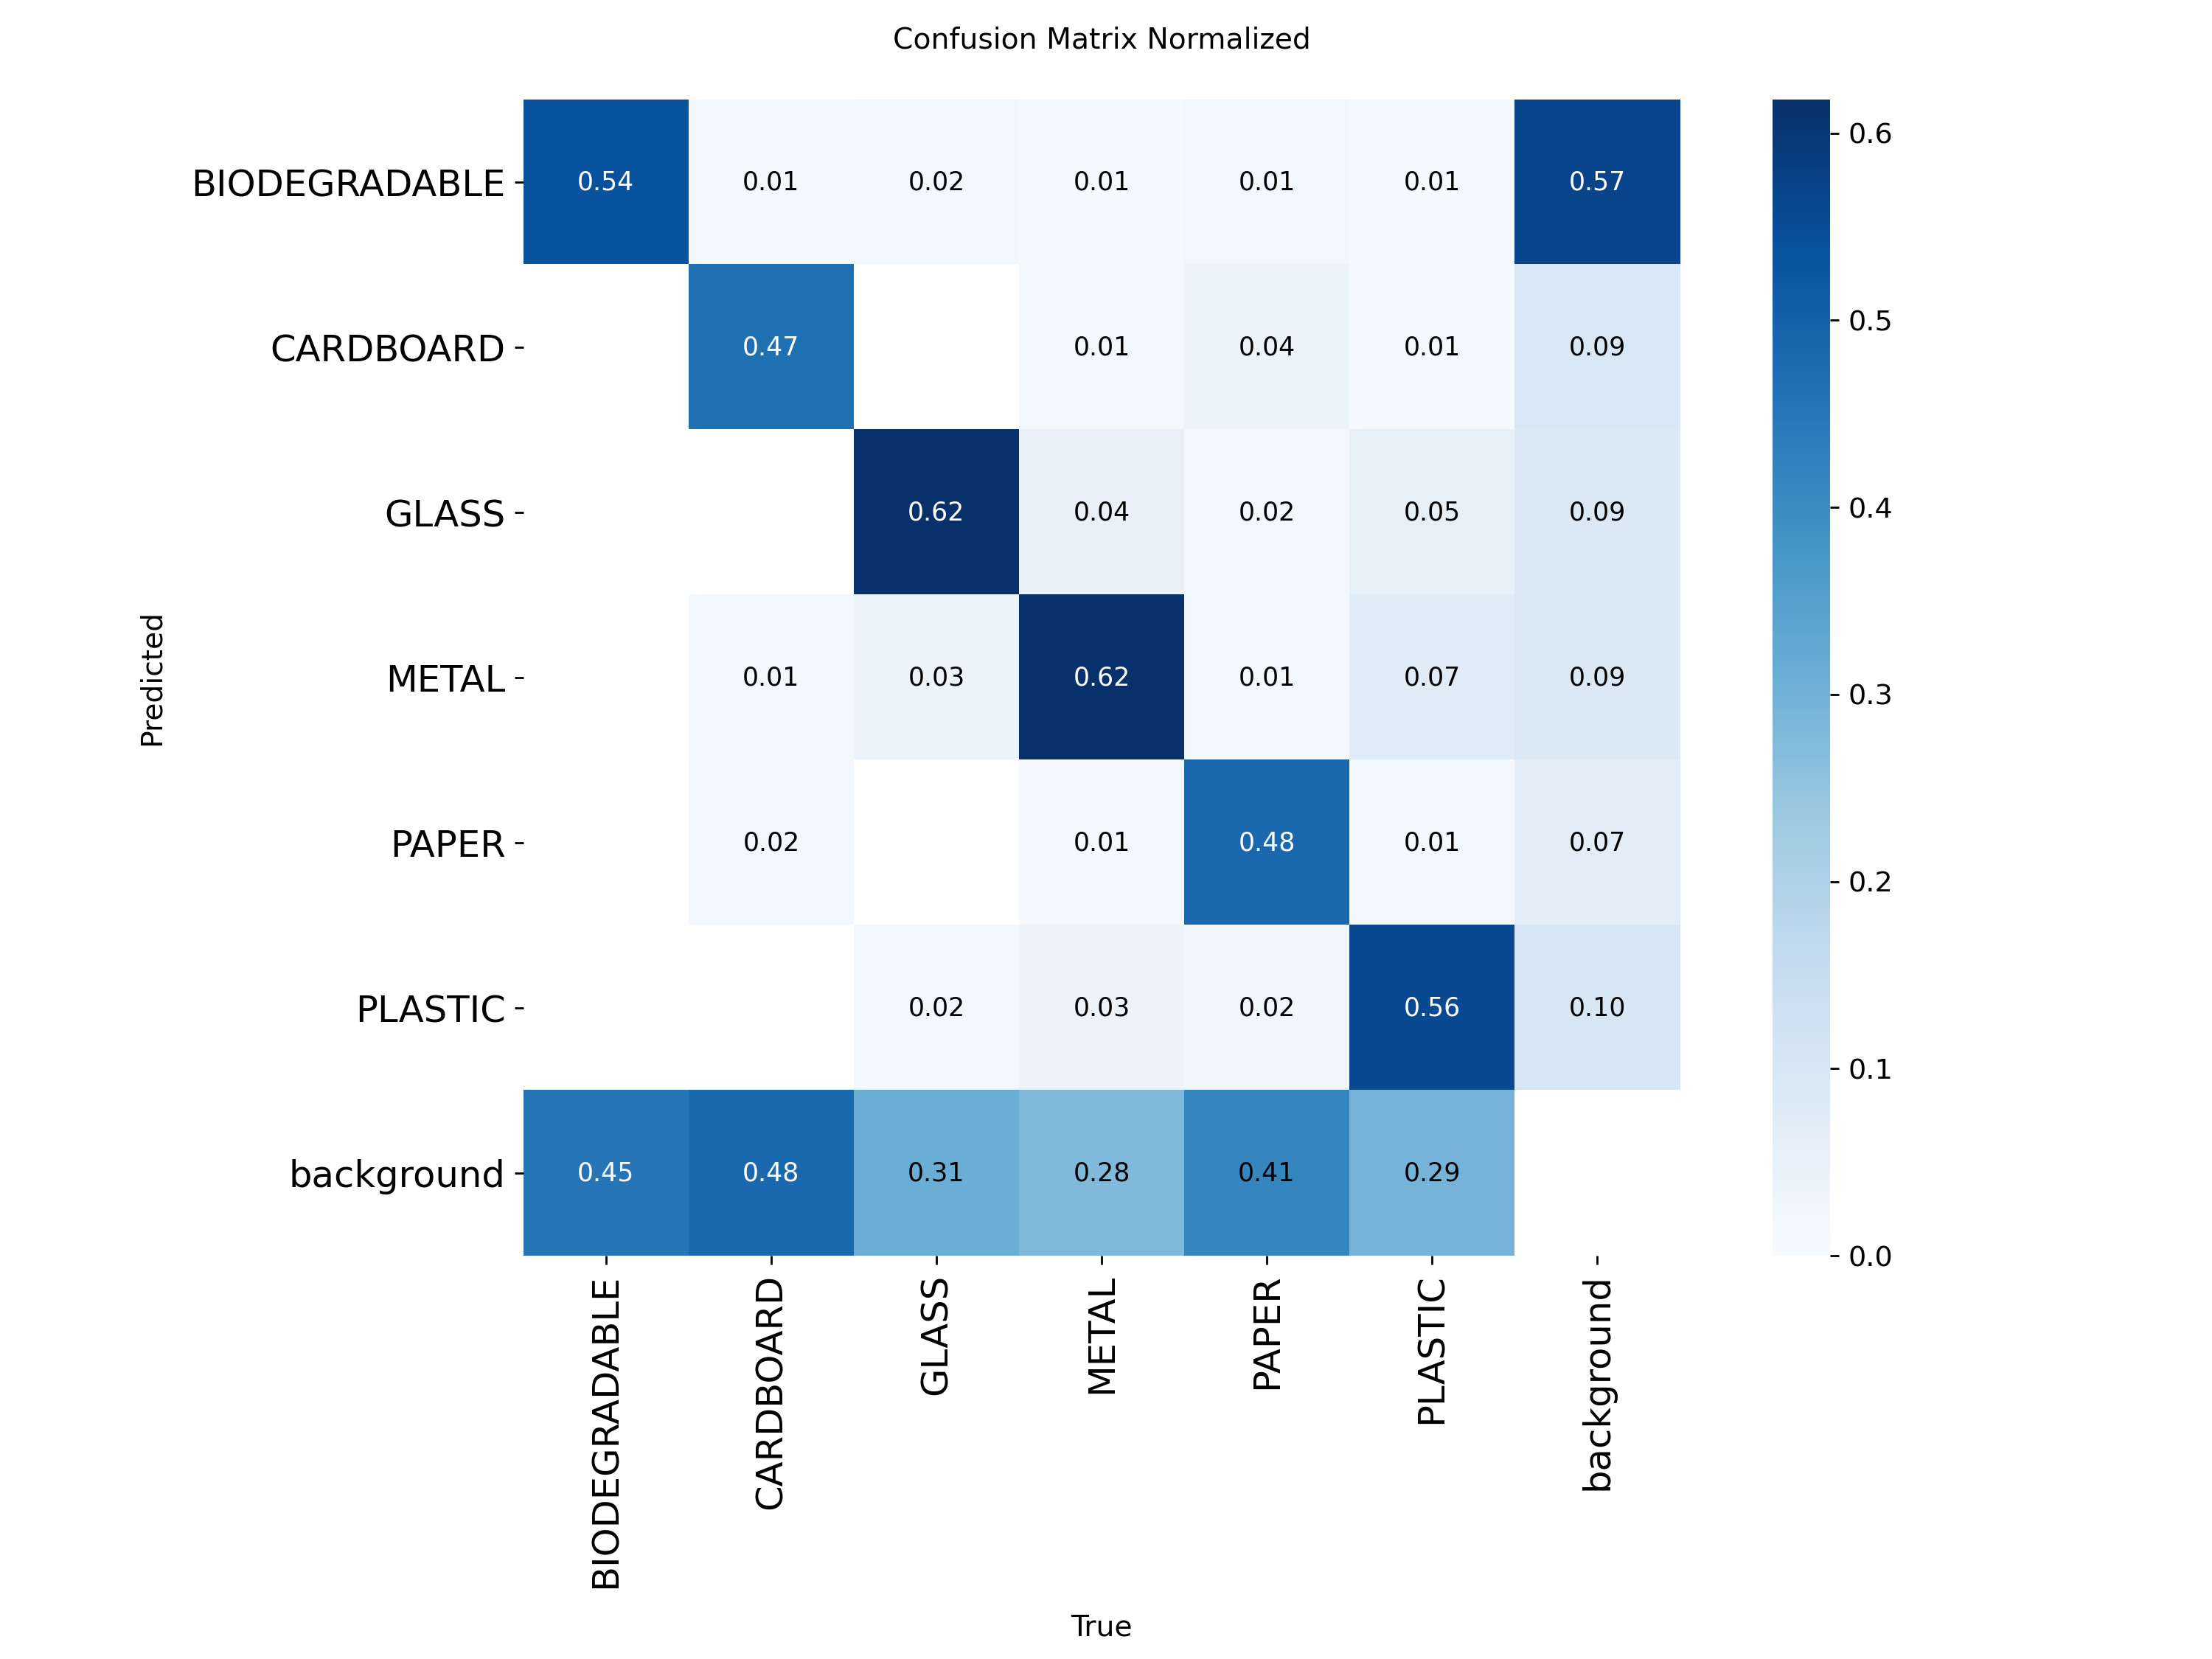 Confusion Matrix Normalized
BIODEGRADABLE 0.54 0.01 0.02 0.01 0.01 0.01 0.57
CARDBOARD 0.47 0.01 0.04 0.01 0.09
GLASS 0.62 0.04 0.02 0.05 0.09
METAL 0.01 0.03 0.62 0.01 0.07 0.09
PAPER 0.02 0.01 0.48 0.01 0.07
PLASTIC 0.02 0.03 0.02 0.56 0.10
background 0.45 0.48 0.31 0.28 0.41 0.29
Predicted
BIODEGRADABLE
CARDBOARD
GLASS
METAL
PAPER
PLASTIC
background
True
0.6
0.5
0.4
0.3
0.2
0.1
0.0